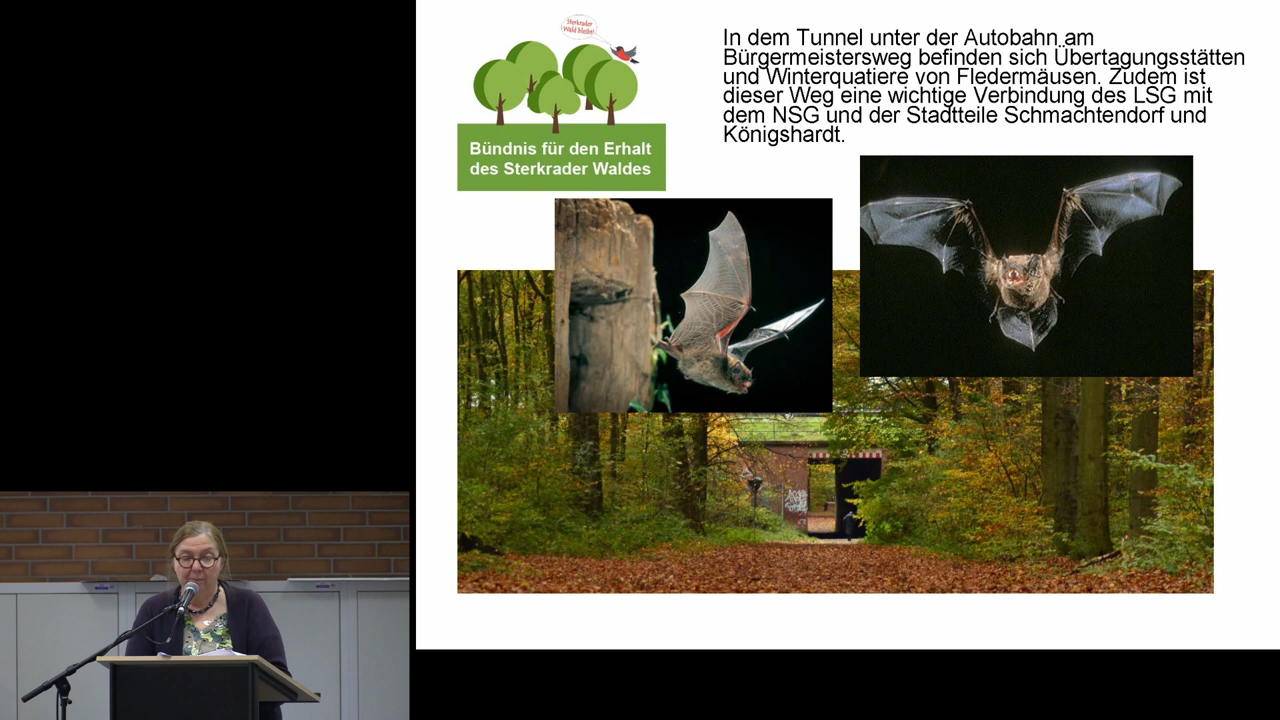 Sterkrader
Wald bleibt!
Bündnis für den Erhalt
des Sterkrader Waldes
In dem Tunnel unter der Autobahn am
Bürgermeistersweg befinden sich Übertagungsstätten
und Winterquatiere von Fledermäusen. Zudem ist
dieser Weg eine wichtige Verbindung des LSG mit
dem NSG und der Stadtteile Schmachtendorf und
Königshardt.